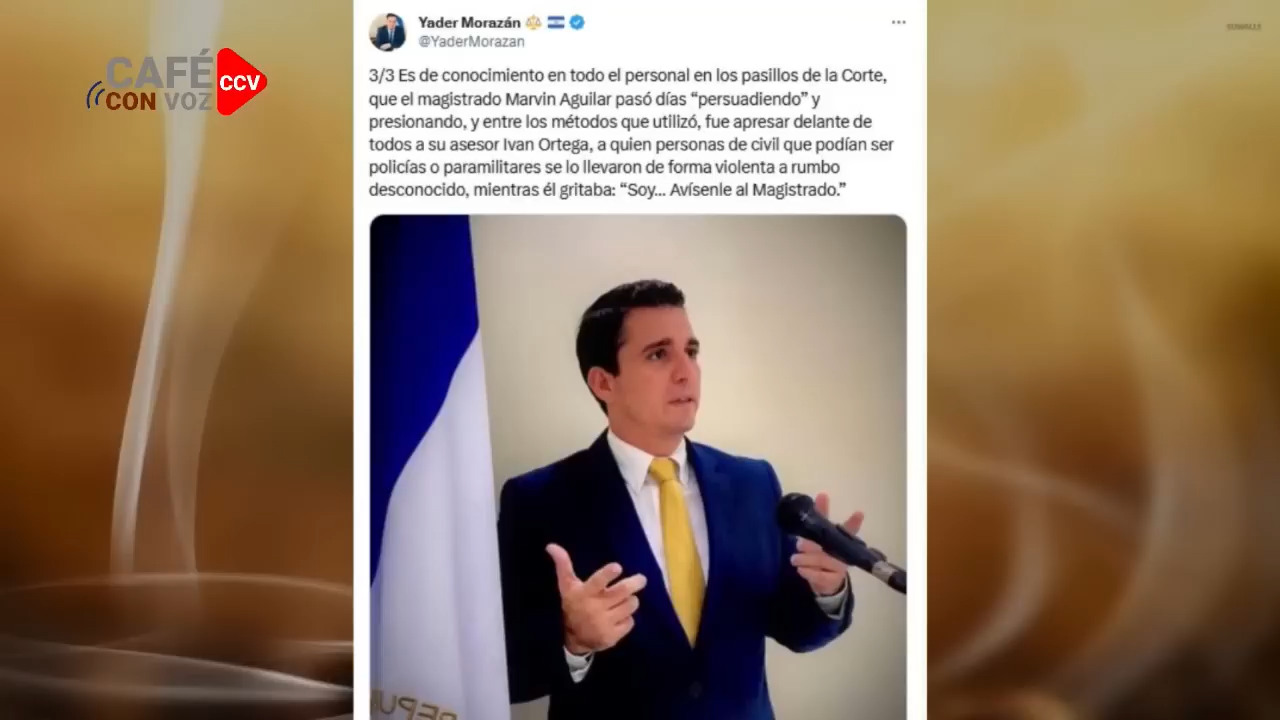 CAFÉ
CON VOZ
CCV
Yader Morazán
@YaderMorazan
3/3 Es de conocimiento en todo el personal en los pasillos de la Corte,
que el magistrado Marvin Aguilar pasó días “persuadiendo” y
presionando, y entre los métodos que utilizó, fue apresar delante de
todos a su asesor Ivan Ortega, a quien personas de civil que podían ser
policías o paramilitares se lo llevaron de forma violenta a rumbo
desconocido, mientras él gritaba: “Soy... Avísenle al Magistrado.”
REPU